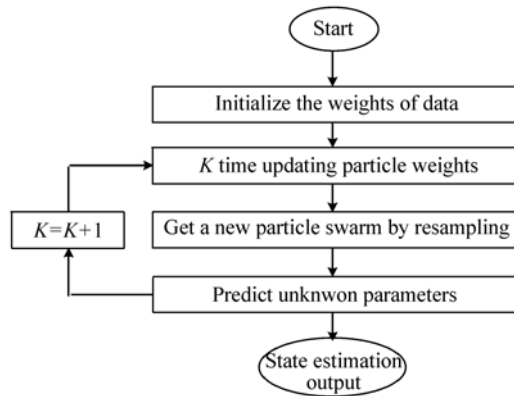 Start
Initialize the weights of data
K time updating particle weights
K=K+1
Get a new particle swarm by resampling
Predict unknwon parameters
State estimation
output